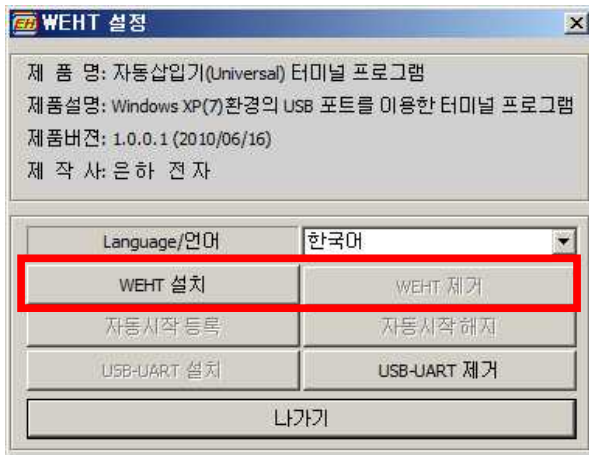 EH WEHT 설정
제 품 명: 자동삽입기(Universal) 터미널 프로그램
제품설명: Windows XP(7)환경의 USB 포트를 이용한 터미널 프로그램
제품버젼: 1.0.0.1 (2010/06/16)
제 작 사: 은하 전자
Language/언어 한국어
WEHT 설치 WEHT 제거
자동시작 등록 자동시작 해지
USB-UART 설치 USB-UART 제거
나가기